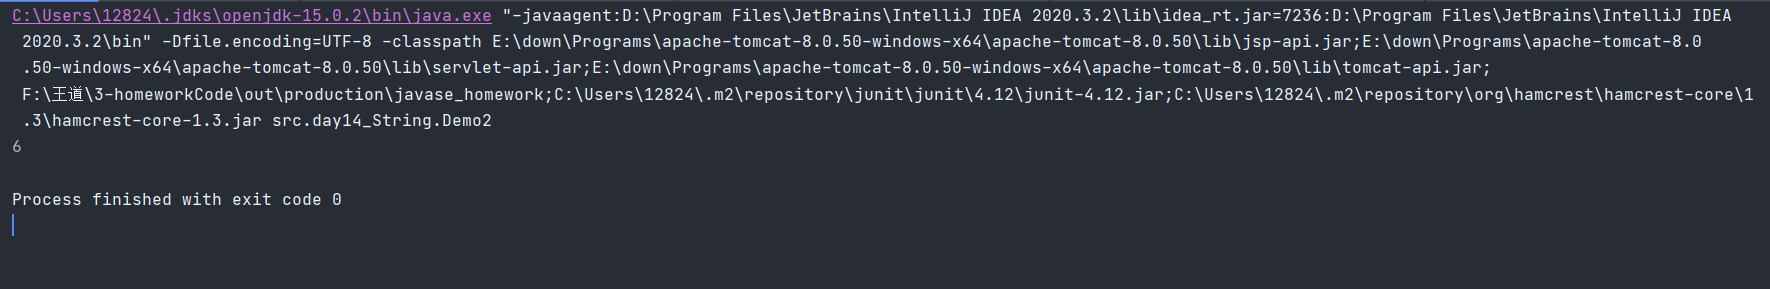 C:\Users\12824\.jdks\openjdk-15.0.2\bin\java.exe "-javaagent:D:\Program Files\JetBrains\IntelliJ IDEA 2020.3.2\lib\idea_rt.jar=7236:D:\Program Files\JetBrains\IntelliJ IDEA
2020.3.2\bin" -Dfile.encoding=UTF-8 -classpath E:\down\Programs\apache-tomcat-8.0.50-windows-x64\apache-tomcat-8.0.50\lib\jsp-api.jar;E:\down\Programs\apache-tomcat-8.0
.50-windows-x64\apache-tomcat-8.0.50\lib\servlet-api.jar;E:\down\Programs\apache-tomcat-8.0.50-windows-x64\apache-tomcat-8.0.50\lib\tomcat-api.jar;
F:\王道\3-homeworkCode\out\production\javase_homework;C:\Users\12824\.m2\repository\junit\junit\4.12\junit-4.12.jar;C:\Users\12824\.m2\repository\org\hamcrest\hamcrest-core\1
.3\hamcrest-core-1.3.jar src.day14_String.Demo2
6
Process finished with exit code 0